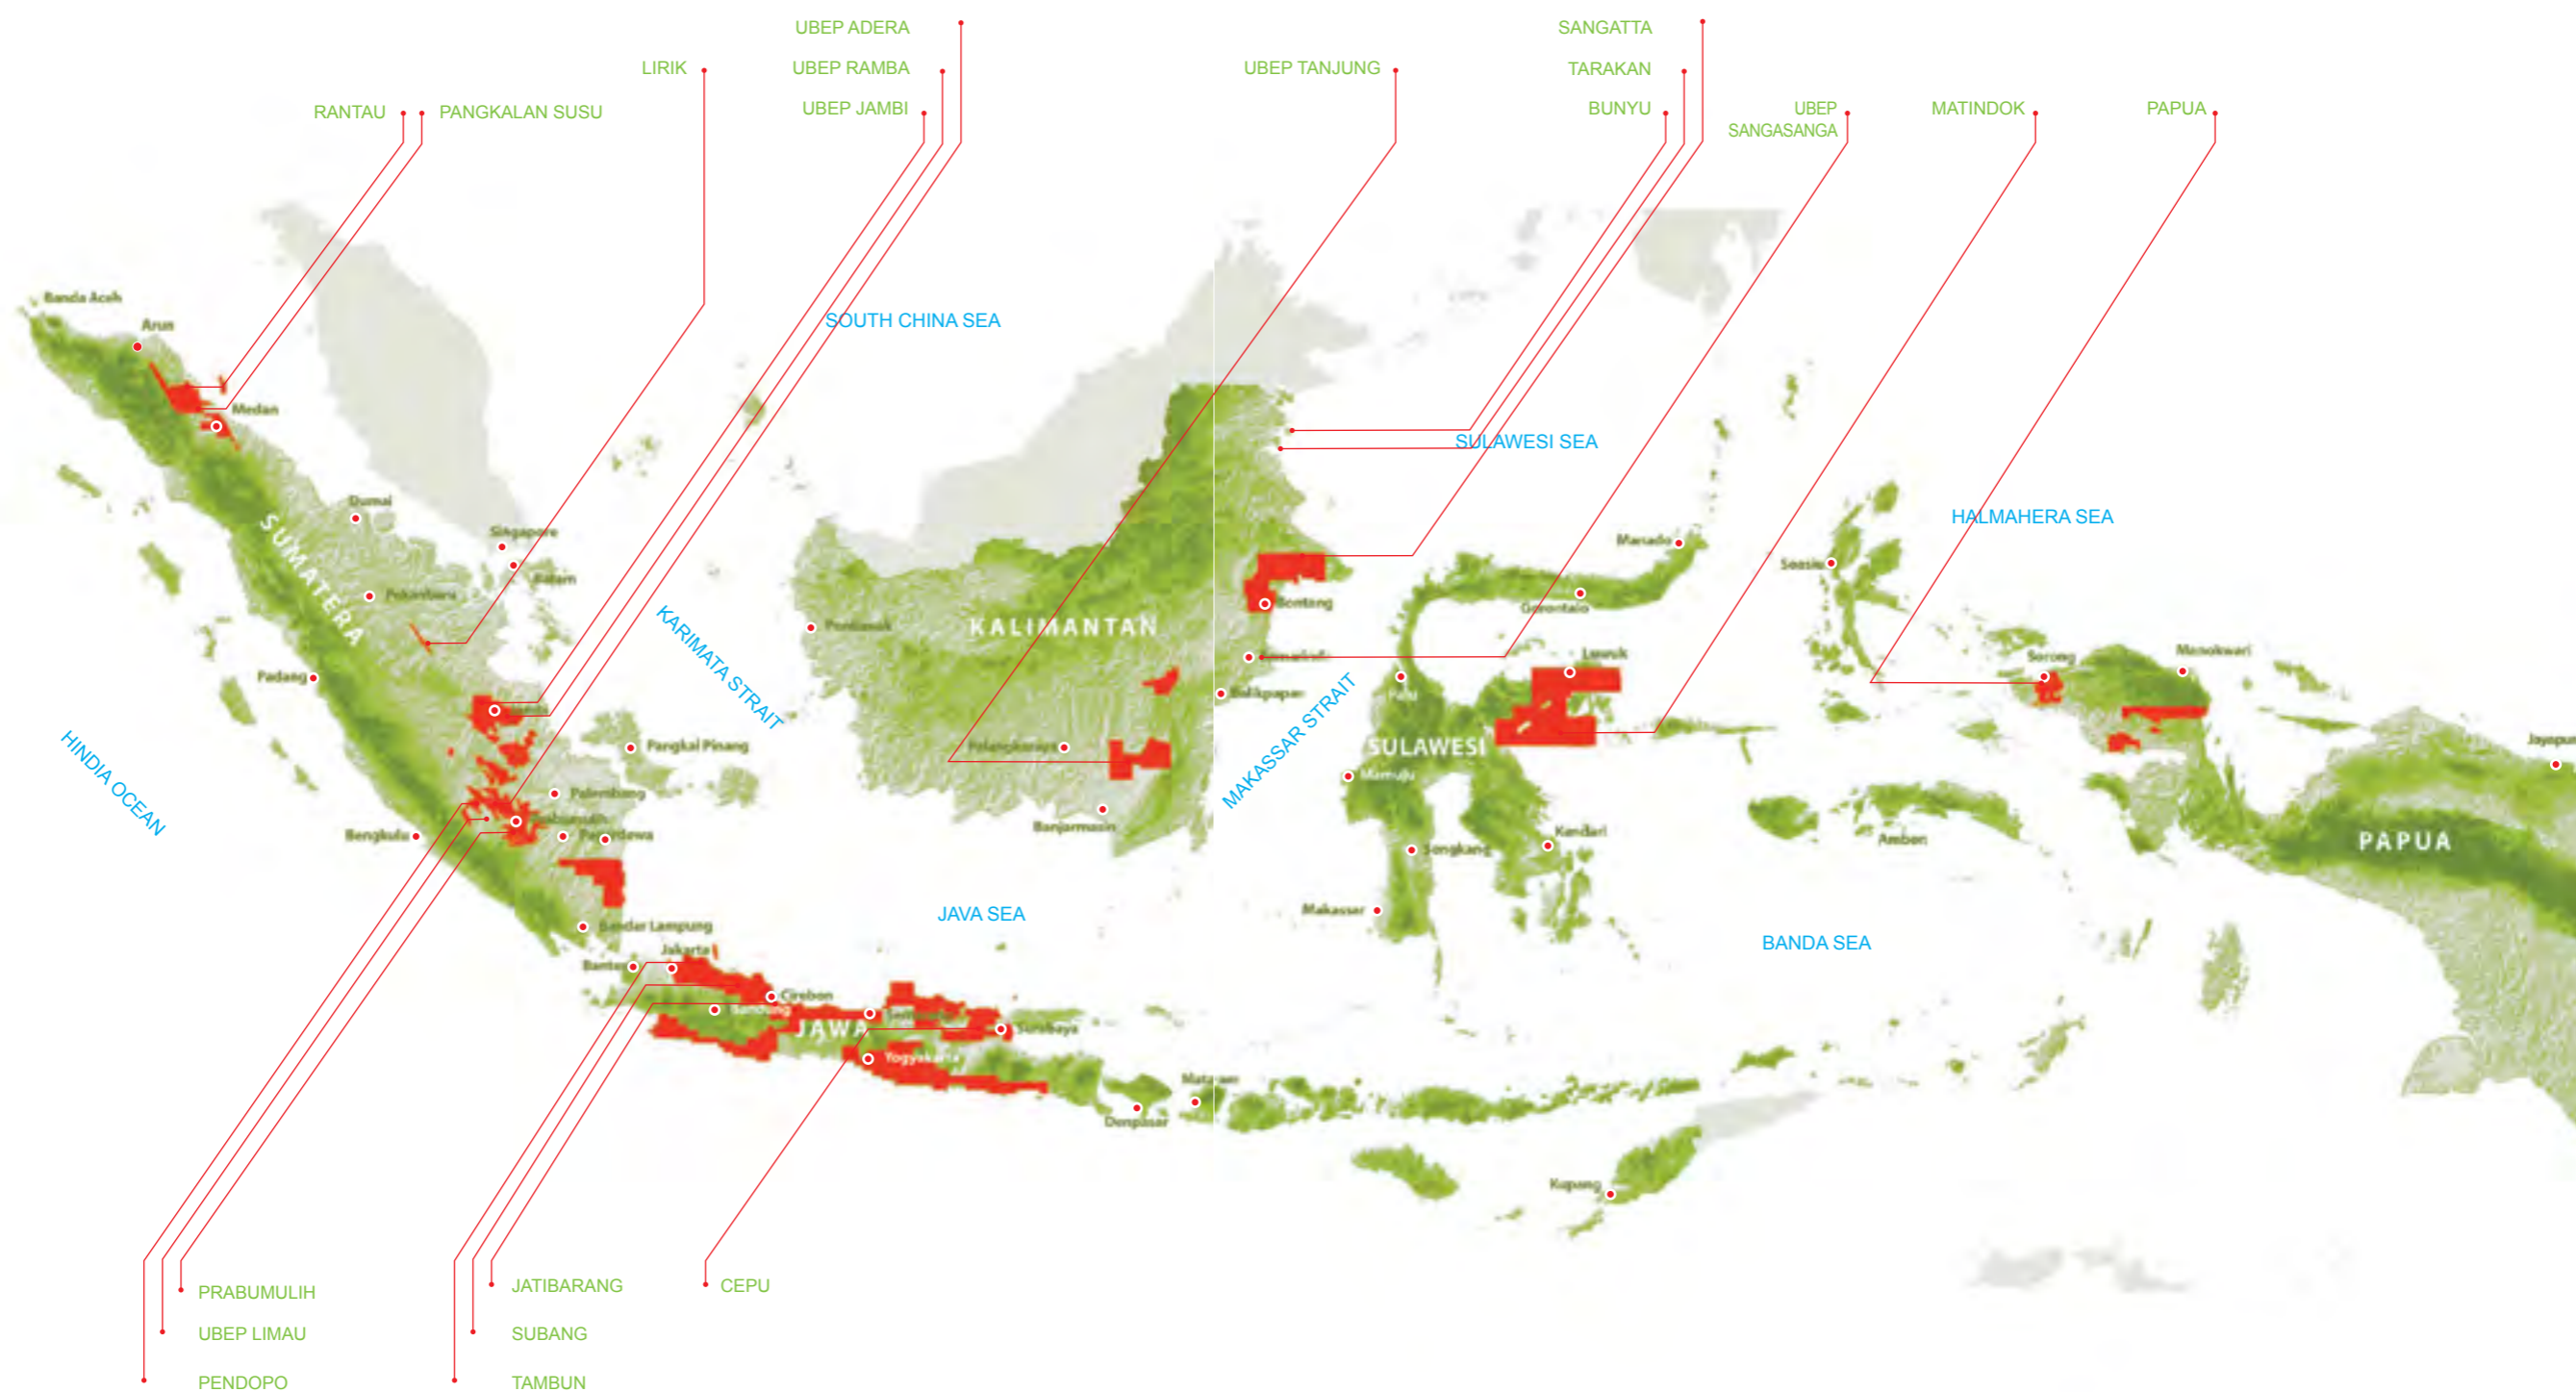 UBEP ADERA
SANGATTA
LIRIK
UBEP RAMBA
UBEP TANJUNG
TARAKAN
RANTAU
PANGKALAN SUSU
UBEP JAMBI
BUNYU
UBEP
SANGASANGA
MATINDOK
PAPUA
Banda Aceh
SOUTH CHINA SEA
Arun
Medan
SULAWESI SEA
Dumai
HALMAHERA SEA
Singapore
Manado
SUMATERA
Batam
Pekanbaru
Bontang
Gorontalo
KALIMANTAN
Pontianak
KARIMATA STRAIT
Luwuk
Sorong
Manokwari
Padang
Balikpapan
Palu
HINDIA OCEAN
MAKASSAR STRAIT
Pangkal Pinang
Palangkaraya
SULAWESI
Mamuju
Palembang
Bengkulu
Banjarmasin
Kendari
Songkang
Ambon
PAPUA
Makassar
JAVA SEA
BANDA SEA
Bandar Lampung
Jakarta
Banten
Cirebon
Bandung
JAWA
Surabaya
Yogyakarta
Denpasar
Kupang
PRABUMULIH
JATIBARANG
CEPU
UBEP LIMAU
SUBANG
PENDOPO
TAMBUN